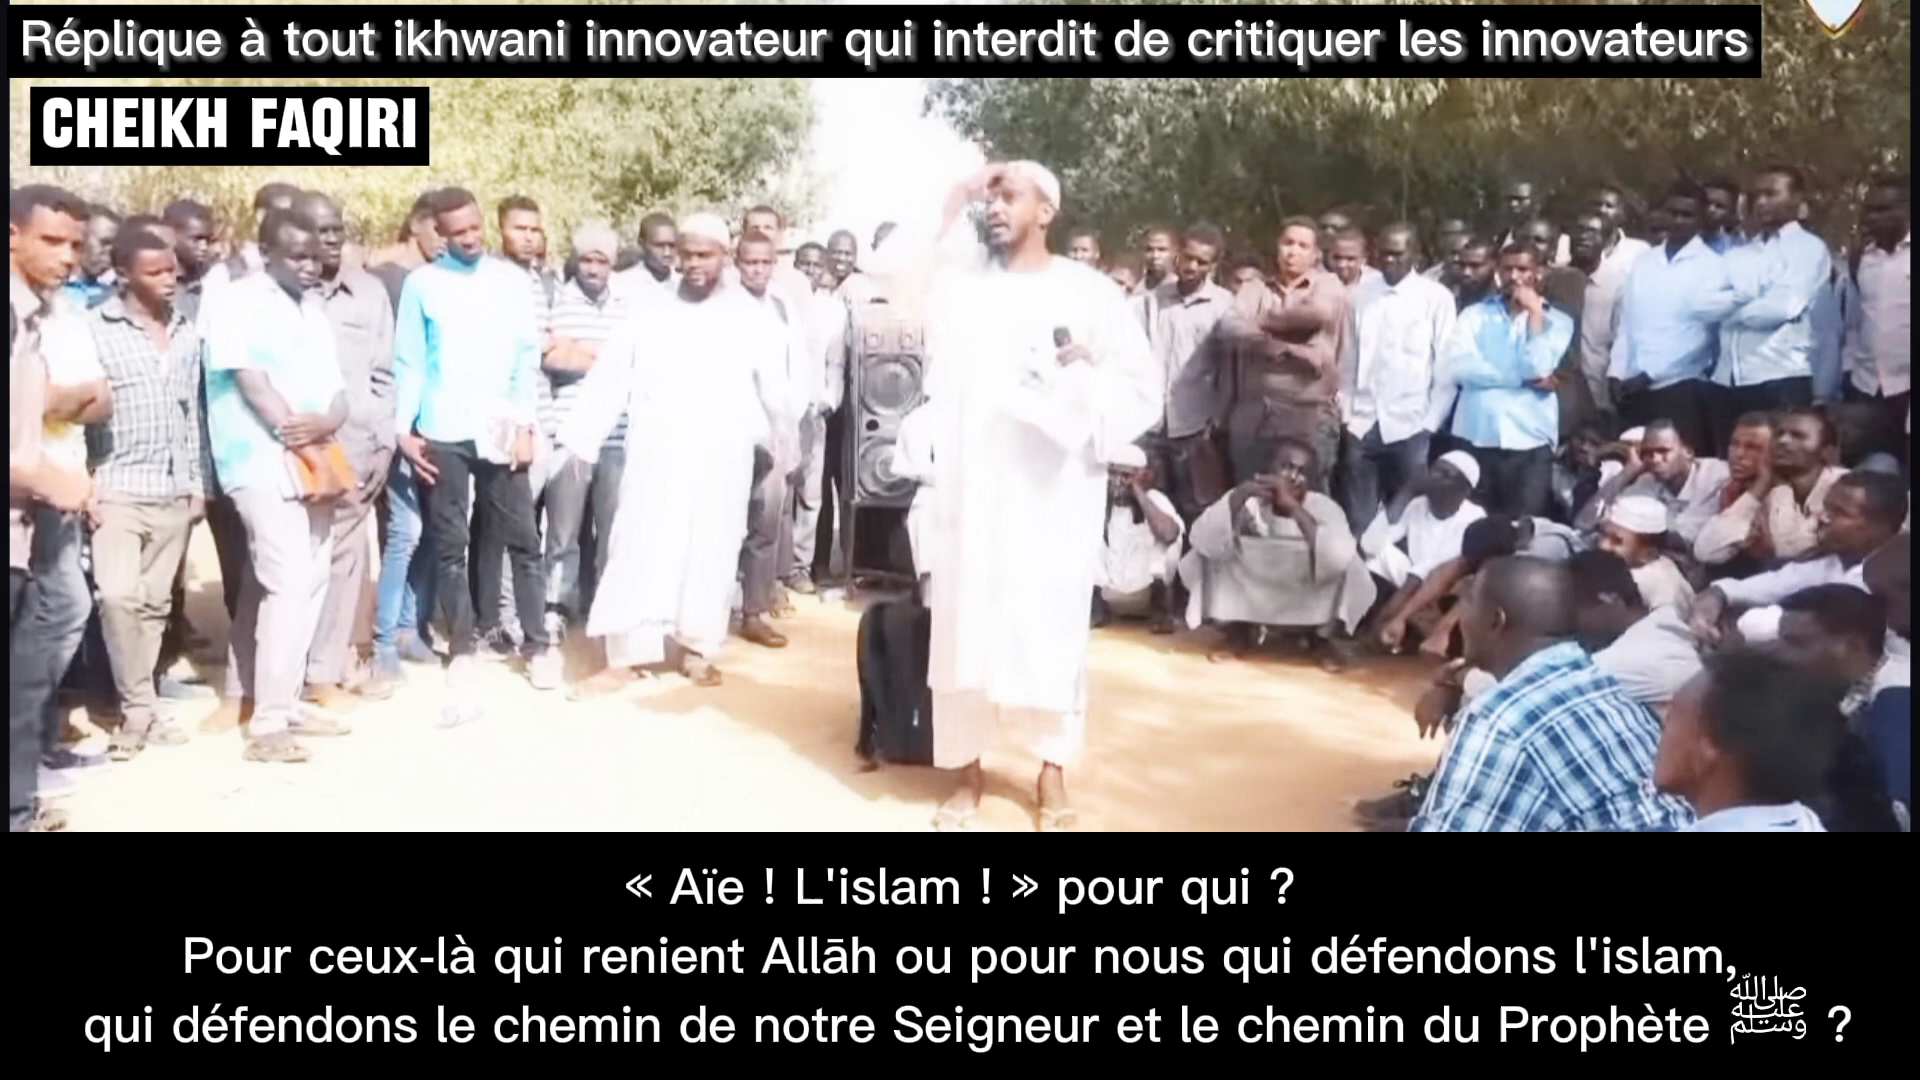 Réplique à tout ikhwani innovateur qui interdit de critiquer les innovateurs
CHEIKH FAQIRI
« Aïe ! L'islam ! » pour qui ?
Pour ceux-là qui renient Allāh ou pour nous qui défendons l'islam,
qui défendons le chemin de notre Seigneur et le chemin du Prophète ﷺ ?